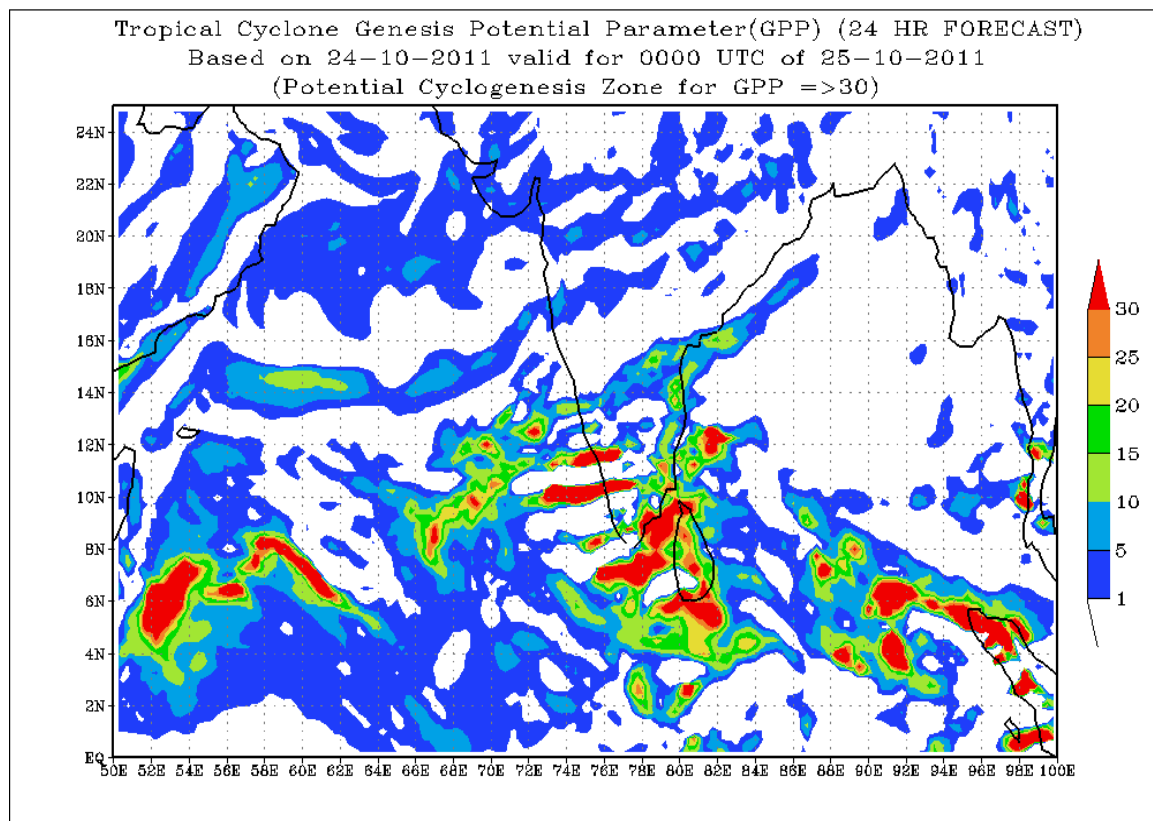 Tropical Cyclone Genesis Potential Parameter(GPP) (24 HR FORECAST)
Based on 24-10-2011 valid for 0000 UTC of 25-10-2011
(Potential Cyclogenesis Zone for GPP =>30)
24N
22N
20N
18N
16N
14N
12N
10N
8N
6N
4N
2N
EQ
50E 52E 54E 56E 58E 60E 62E 64E 66E 68E 70E 72E 74E 76E 78E 80E 82E 84E 86E 88E 90E 92E 94E 96E 98E 100E
30
25
20
15
10
5
1